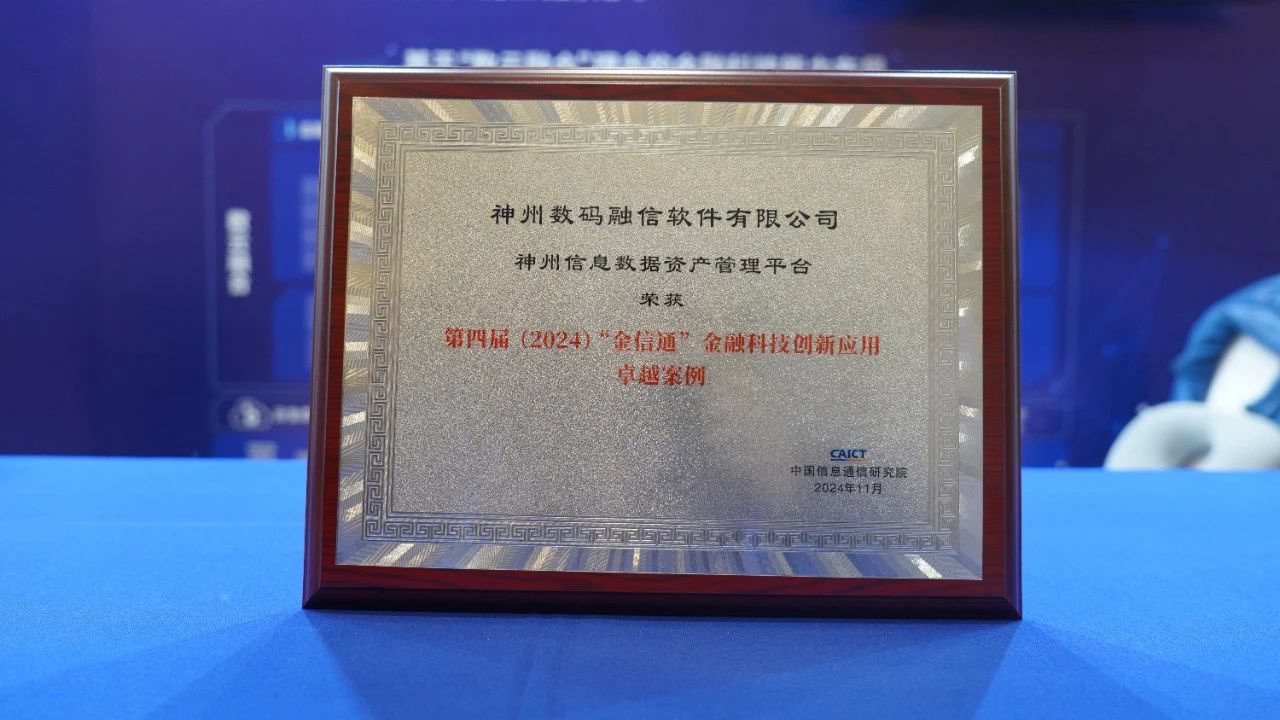 神州数码融信软件有限公司
神州信息数据资产管理平台
荣获
第四届（2024）“金信通”金融科技创新应用
卓越案例
CAICT
中国信息通信研究院
2024年11月